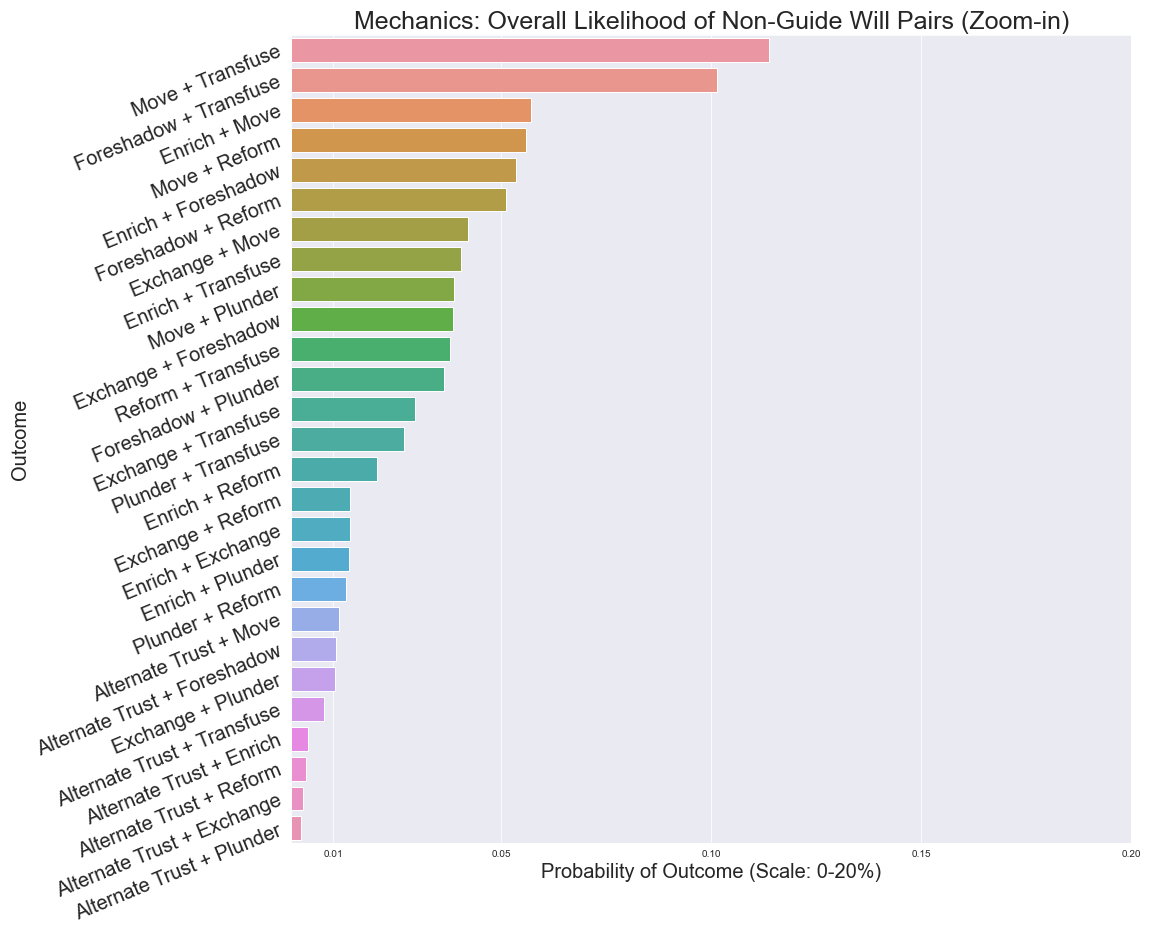 Mechanics: Overall Likelihood of Non-Guide Will Pairs (Zoom-in)
Move + Transfuse
Foreshadow + Transfuse
Enrich + Move
Move + Reform
Enrich + Foreshadow
Foreshadow + Reform
Exchange + Move
Enrich + Transfuse
Move + Plunder
Exchange + Foreshadow
Reform + Transfuse
Foreshadow + Plunder
Exchange + Transfuse
Plunder + Transfuse
Enrich + Reform
Exchange + Reform
Enrich + Exchange
Enrich + Plunder
Plunder + Reform
Alternate Trust + Move
Alternate Trust + Foreshadow
Exchange + Plunder
Alternate Trust + Transfuse
Alternate Trust + Enrich
Alternate Trust + Reform
Alternate Trust + Exchange
Alternate Trust + Plunder
Outcome
0.01 0.05 0.10 0.15 0.20
Probability of Outcome (Scale: 0-20%)